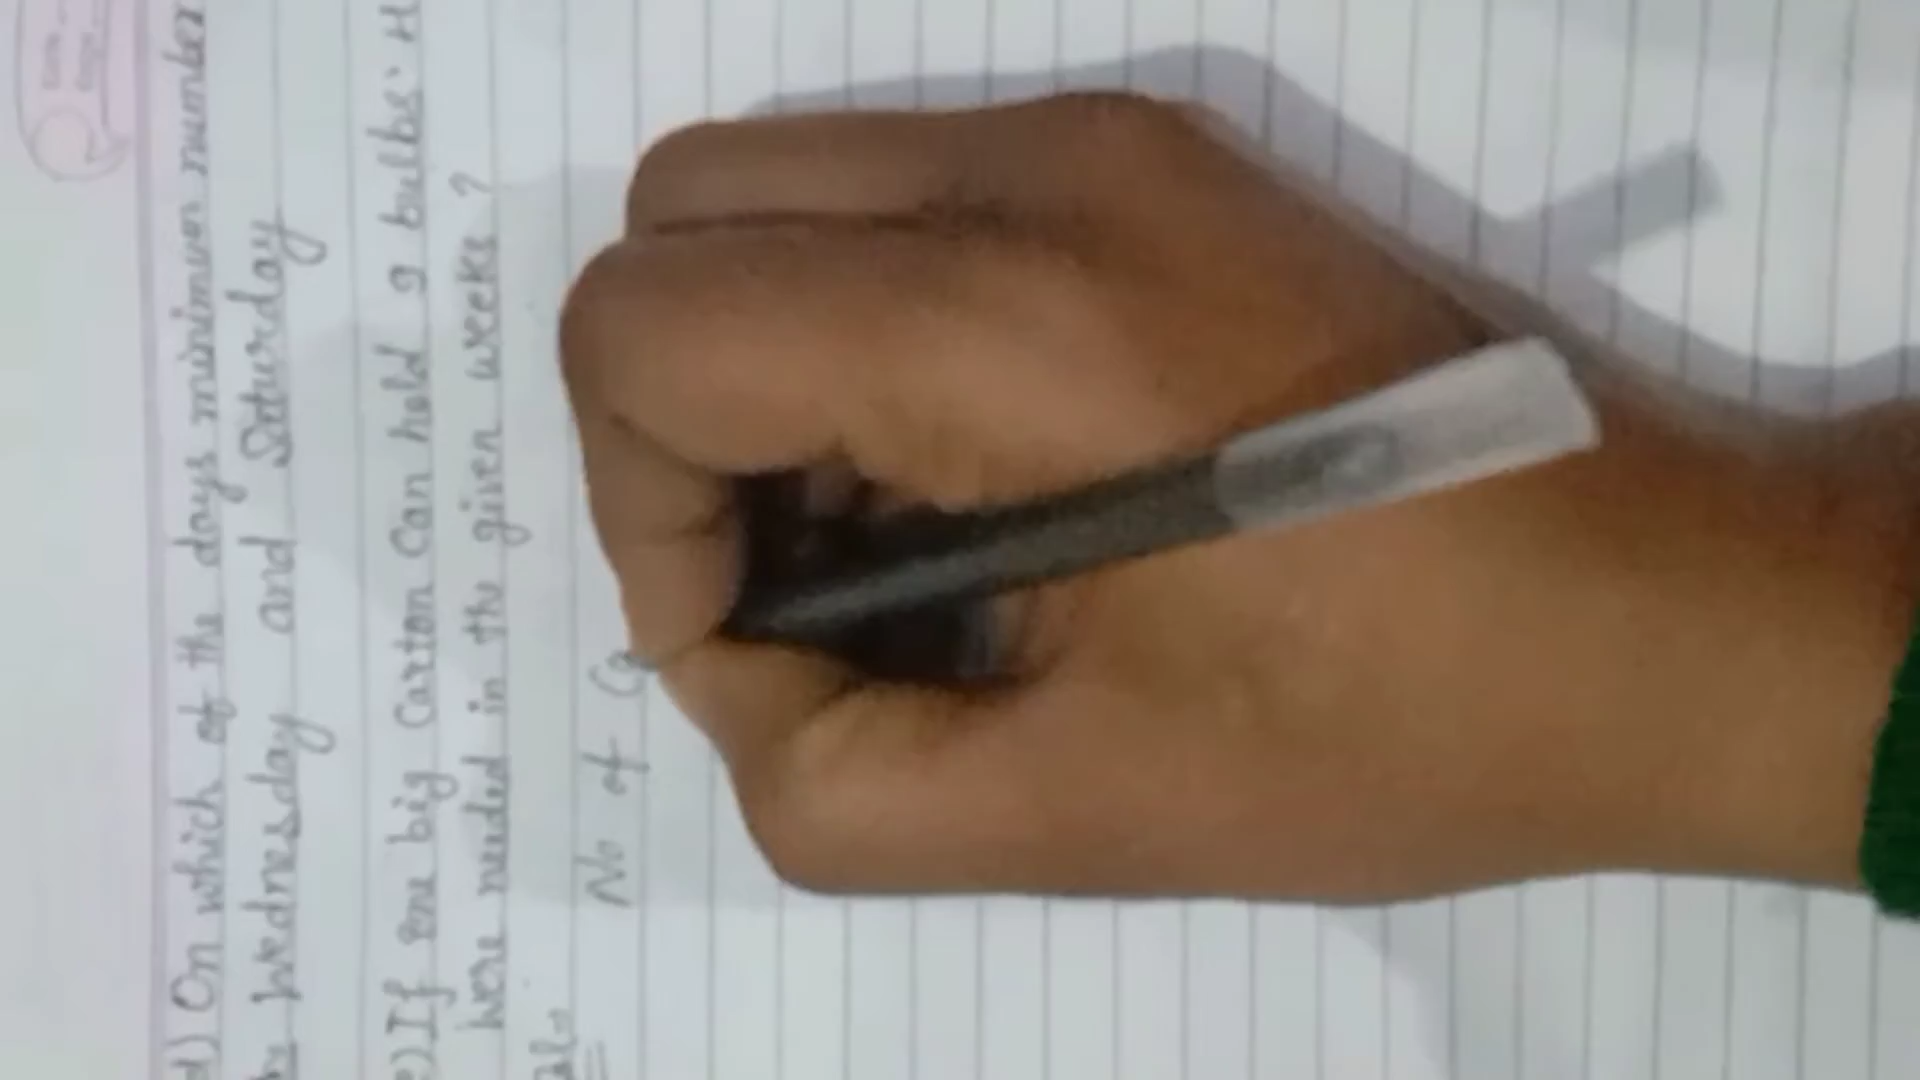 d) On which of the days minimum number
Wednesday and Saturday
e) If one big Carton Can hold 9 bulbs. H
were needed in the given weeks ?
Sol-
No of Ca